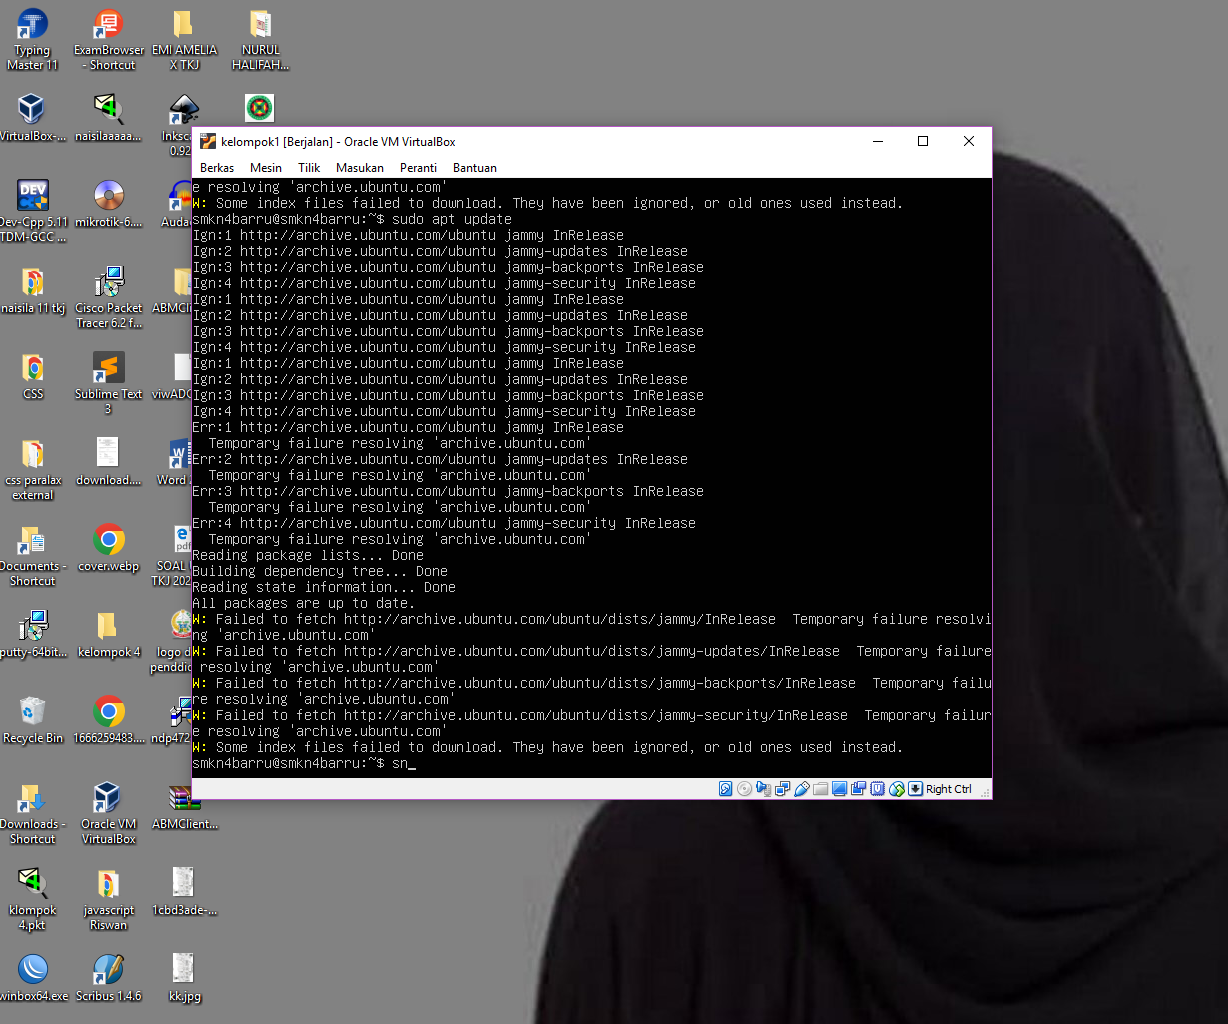 Typing
Master 11
ExamBrowser
- Shortcut
EMI AMELIA
X TKJ
NURUL
HALIFAH...
VirtualBox-...
naisilaaaaa...
Inksca
0.92
Dev-Cpp 5.11
TDM-GCC ...
mikrotik-6....
Audac
naisila 11 tkj
Cisco Packet
Tracer 6.2 f...
ABMCli
CSS
Sublime Text
3
viwADC
css paralax
external
download....
Word
Documents -
Shortcut
cover.webp
SOAL
TKJ 202
putty-64bit...
kelompok 4
logo d
penddic
Recycle Bin
1666259483....
ndp472
Downloads -
Shortcut
Oracle VM
VirtualBox
ABMClient...
klompok
4.pkt
javascript
Riswan
1cbd3ade-...
winbox64.exe
Scribus 1.4.6
kk.jpg
kelompok1 [Berjalan] - Oracle VM VirtualBox
Berkas Mesin Tilik Masukan Peranti Bantuan
e resolving 'archive.ubuntu.com'
W: Some index files failed to download. They have been ignored, or old ones used instead.
smkn4barru@smkn4barru:~$ sudo apt update
Ign:1 http://archive.ubuntu.com/ubuntu jammy InRelease
Ign:2 http://archive.ubuntu.com/ubuntu jammy-updates InRelease
Ign:3 http://archive.ubuntu.com/ubuntu jammy-backports InRelease
Ign:4 http://archive.ubuntu.com/ubuntu jammy-security InRelease
Ign:1 http://archive.ubuntu.com/ubuntu jammy InRelease
Ign:2 http://archive.ubuntu.com/ubuntu jammy-updates InRelease
Ign:3 http://archive.ubuntu.com/ubuntu jammy-backports InRelease
Ign:4 http://archive.ubuntu.com/ubuntu jammy-security InRelease
Ign:1 http://archive.ubuntu.com/ubuntu jammy InRelease
Ign:2 http://archive.ubuntu.com/ubuntu jammy-updates InRelease
Ign:3 http://archive.ubuntu.com/ubuntu jammy-backports InRelease
Ign:4 http://archive.ubuntu.com/ubuntu jammy-security InRelease
Err:1 http://archive.ubuntu.com/ubuntu jammy InRelease
Temporary failure resolving 'archive.ubuntu.com'
Err:2 http://archive.ubuntu.com/ubuntu jammy-updates InRelease
Temporary failure resolving 'archive.ubuntu.com'
Err:3 http://archive.ubuntu.com/ubuntu jammy-backports InRelease
Temporary failure resolving 'archive.ubuntu.com'
Err:4 http://archive.ubuntu.com/ubuntu jammy-security InRelease
Temporary failure resolving 'archive.ubuntu.com'
Reading package lists... Done
Building dependency tree... Done
Reading state information... Done
All packages are up to date.
W: Failed to fetch http://archive.ubuntu.com/ubuntu/dists/jammy/InRelease  Temporary failure resolvi
ng 'archive.ubuntu.com'
W: Failed to fetch http://archive.ubuntu.com/ubuntu/dists/jammy-updates/InRelease  Temporary failure
resolving 'archive.ubuntu.com'
W: Failed to fetch http://archive.ubuntu.com/ubuntu/dists/jammy-backports/InRelease  Temporary failu
re resolving 'archive.ubuntu.com'
W: Failed to fetch http://archive.ubuntu.com/ubuntu/dists/jammy-security/InRelease  Temporary failur
e resolving 'archive.ubuntu.com'
W: Some index files failed to download. They have been ignored, or old ones used instead.
smkn4barru@smkn4barru:~$ sn_
Right Ctrl